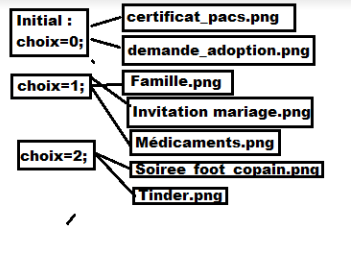 Initial :
choix=0;
certificat_pacs.png
demande_adoption.png
choix=1;
Famille.png
Invitation mariage.png
Médicaments.png
choix=2;
Soiree_foot_copain.png
Tinder.png